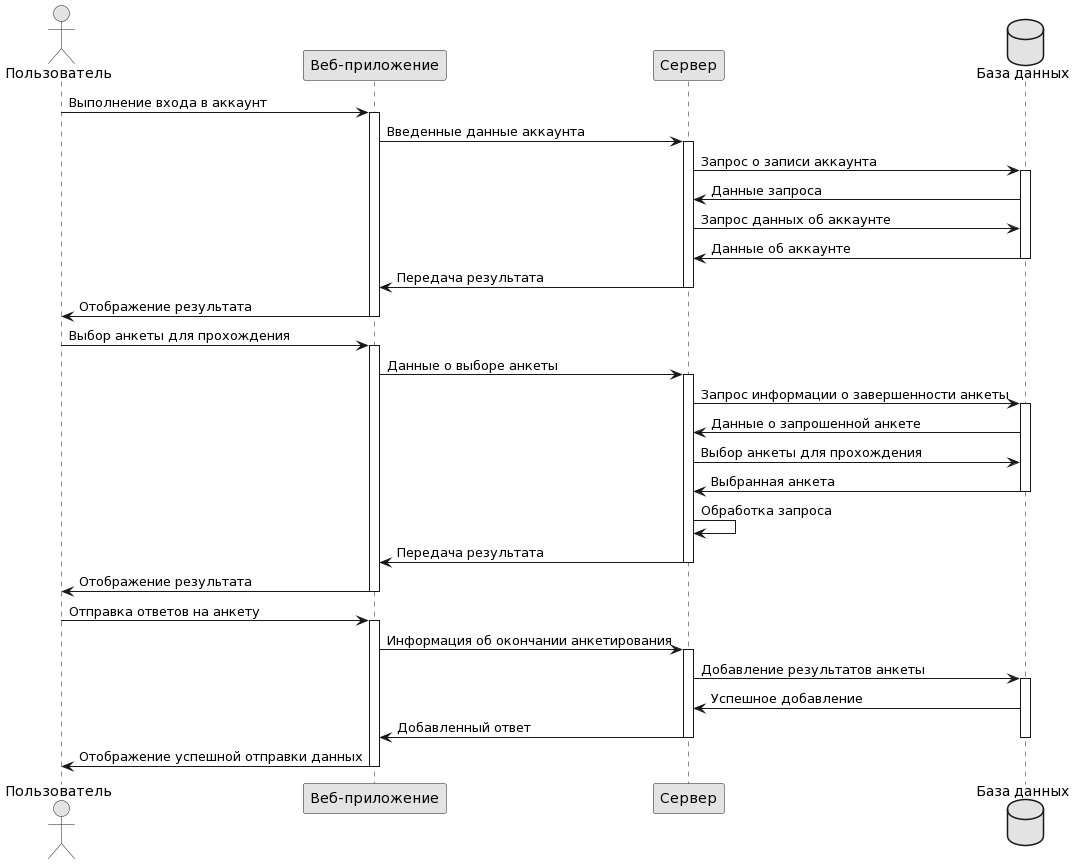 Пользователь
Веб-приложение
Сервер
База данных
Выполнение входа в аккаунт
Введенные данные аккаунта
Запрос о записи аккаунта
Данные запроса
Запрос данных об аккаунте
Данные об аккаунте
Передача результата
Отображение результата
Выбор анкеты для прохождения
Данные о выборе анкеты
Запрос информации о завершенности анкеты
Данные о запрошенной анкете
Выбор анкеты для прохождения
Выбранная анкета
Обработка запроса
Передача результата
Отображение результата
Отправка ответов на анкету
Информация об окончании анкетирования
Добавление результатов анкеты
Успешное добавление
Добавленный ответ
Отображение успешной отправки данных
Пользователь
Веб-приложение
Сервер
База данных